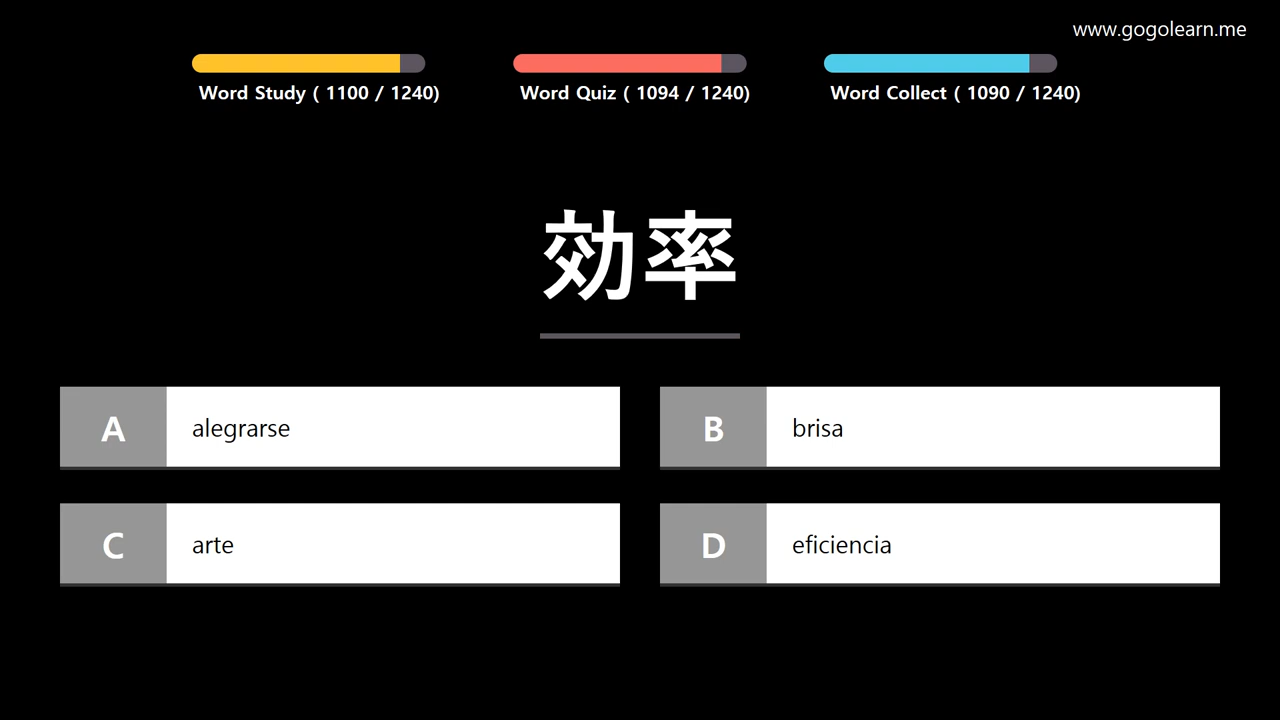 www.gogolearn.me
Word Study ( 1100 / 1240)
Word Quiz ( 1094 / 1240)
Word Collect ( 1090 / 1240)
効率
A alegrarse
B brisa
C arte
D eficiencia